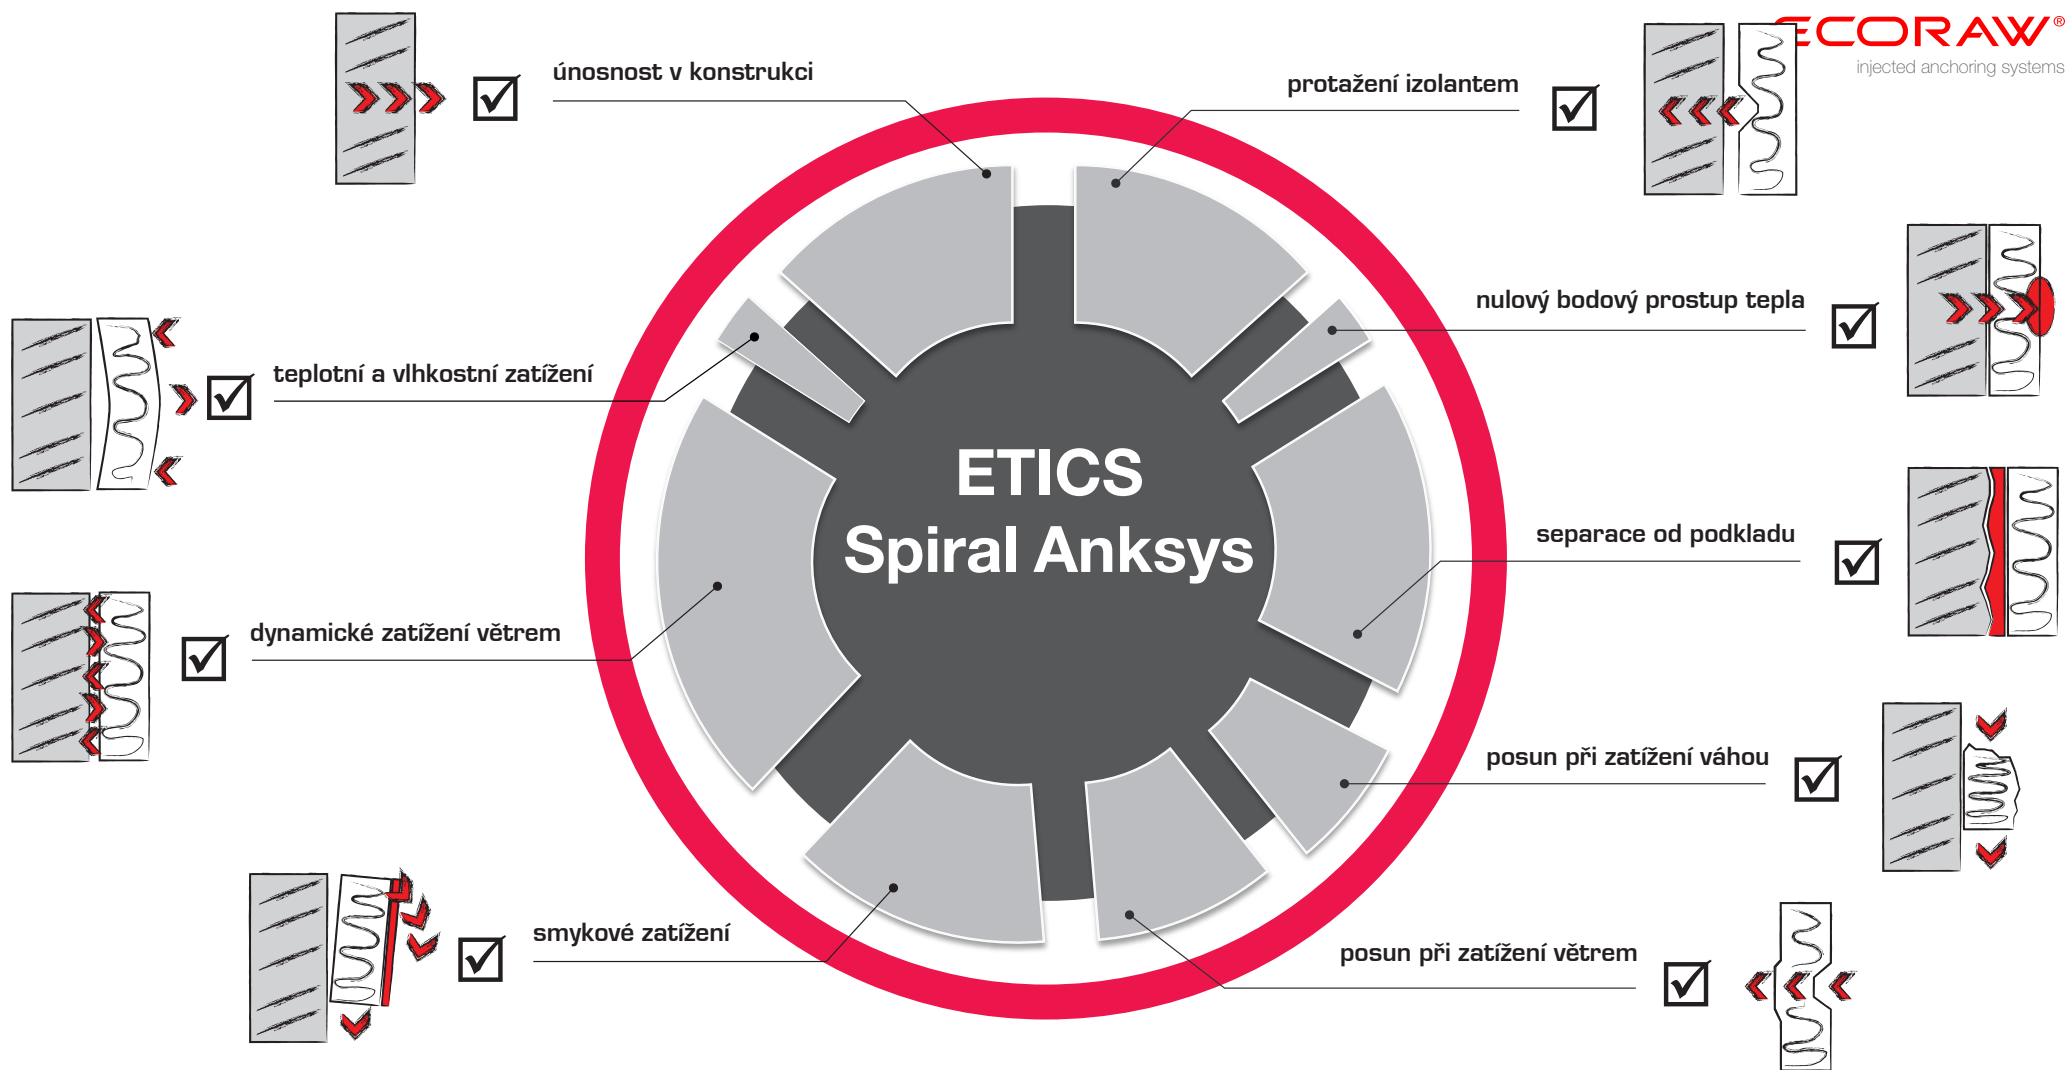 ECORAW®
injected anchoring systems
únosnost v konstrukci
protažení izolantem
nulový bodový prostup tepla
teplotní a vlhkostní zatížení
ETICS
Spiral Anksys
separace od podkladu
dynamické zatížení větrem
posun při zatížení váhou
smykové zatížení
posun při zatížení větrem